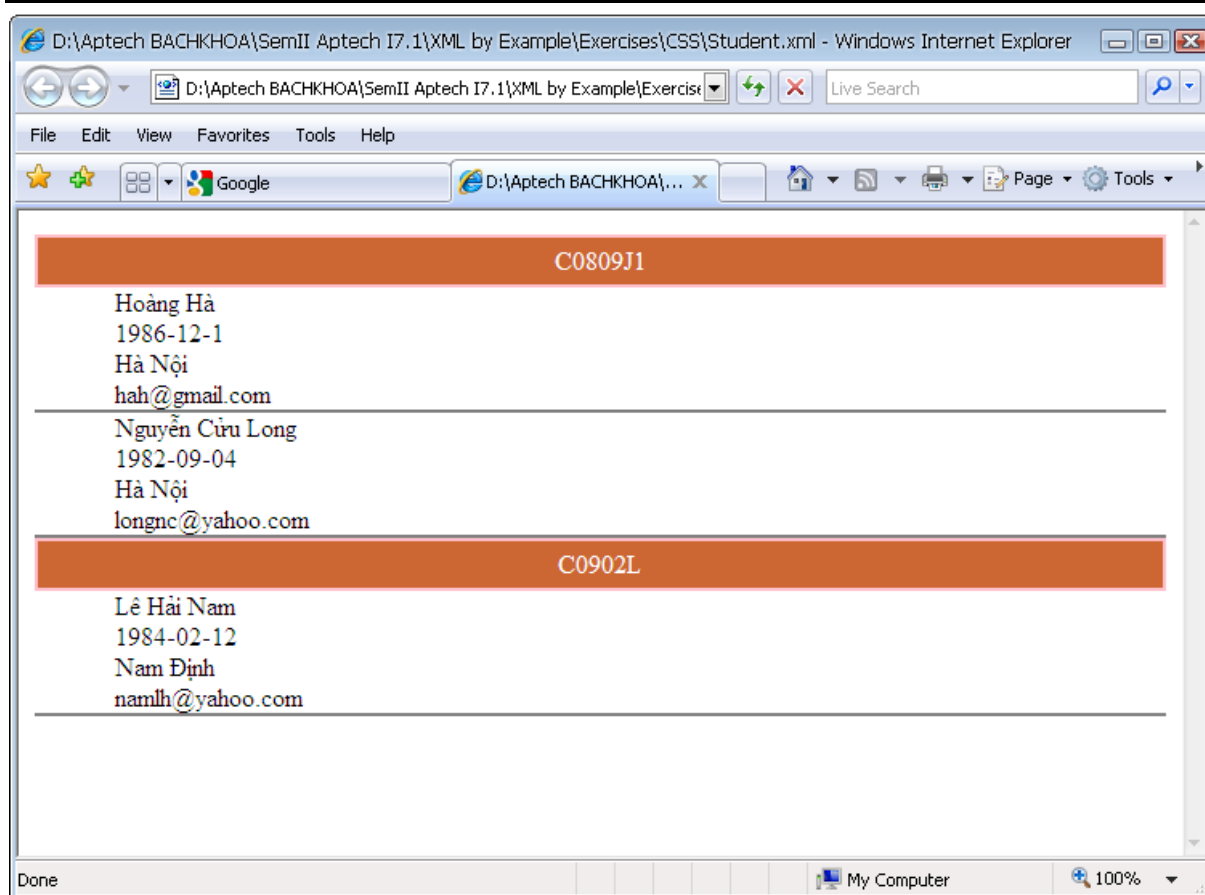 D:\Aptech BACHKHOA\SemII Aptech I7.1\XML by Example\Exercises\CSS\Student.xml - Windows Internet Explorer
D:\Aptech BACHKHOA\SemII Aptech I7.1\XML by Example\Exercise
Live Search
File Edit View Favorites Tools Help
Google
D:\Aptech BACHKHOA\...
Page
Tools
C0809J1
Hoàng Hà
1986-12-1
Hà Nội
hah@gmail.com
Nguyễn Cửu Long
1982-09-04
Hà Nội
longnc@yahoo.com
C0902L
Lê Hải Nam
1984-02-12
Nam Định
namlh@yahoo.com
Done
My Computer
100%